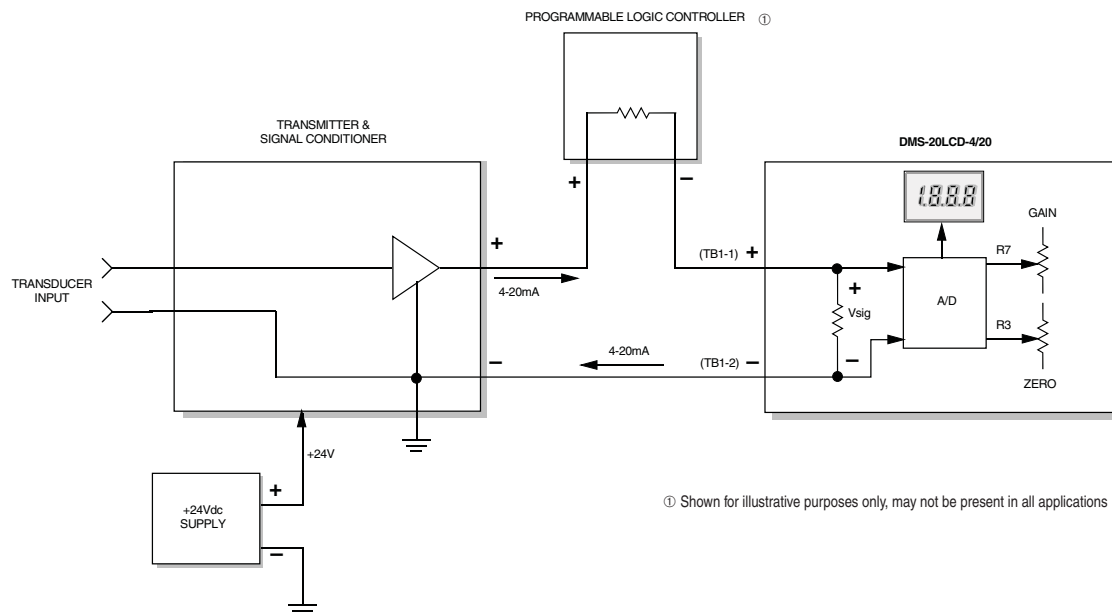 PROGRAMMABLE LOGIC CONTROLLER ①
TRANSMITTER &
SIGNAL CONDITIONER
DMS-20LCD-4/20
+
−
1.8.8.8
GAIN
+
(TB1-1) +
R7
TRANSDUCER
INPUT
4-20mA
+
Vsig
−
A/D
R3
−
4-20mA
(TB1-2) −
ZERO
+24V
+
+24Vdc
SUPPLY
−
① Shown for illustrative purposes only, may not be present in all applications